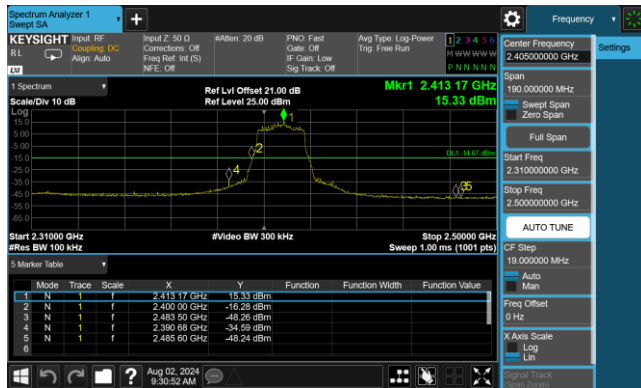 Spectrum Analyzer 1
Swept SA
+
Frequency
KEYSIGHT Input: RF
RL Coupling: DC
Align: Auto
LXI
Input Z: 50 Ω
Corrections: Off
Freq Ref: Int (S)
NFE: Off
#Atten: 20 dB
PNO: Fast
Gate: Off
IF Gain: Low
Sig Track: Off
Avg Type: Log-Power
Trig: Free Run
1 2 3 4 5 6
M W W W W W
P N N N N N
1 Spectrum
Scale/Div 10 dB
Ref Lvl Offset 21.00 dB
Ref Level 25.00 dBm
Mkr1 2.413 17 GHz
15.33 dBm
Log
15.0
5.00
-5.00
-15.0
-25.0
-35.0
-45.0
-55.0
-65.0
1
2
4
DL1 -14.67 dBm
Start 2.31000 GHz
#Res BW 100 kHz
#Video BW 300 kHz
Stop 2.50000 GHz
Sweep 1.00 ms (1001 pts)
5 Marker Table
Mode Trace Scale X Y Function Function Width Function Value
1 N 1 f 2.413 17 GHz 15.33 dBm
2 N 1 f 2.400 00 GHz -16.28 dBm
3 N 1 f 2.483 50 GHz -48.26 dBm
4 N 1 f 2.390 68 GHz -34.59 dBm
5 N 1 f 2.485 60 GHz -48.24 dBm
6
Aug 02, 2024
9:30:52 AM
?
Center Frequency
2.405000000 GHz
Settings
Span
190.000000 MHz
Swept Span
Zero Span
Full Span
Start Freq
2.310000000 GHz
Stop Freq
2.500000000 GHz
AUTO TUNE
CF Step
19.000000 MHz
Auto
Man
Freq Offset
0 Hz
X Axis Scale
Log
Lin
Signal Track
(Span Zoom)